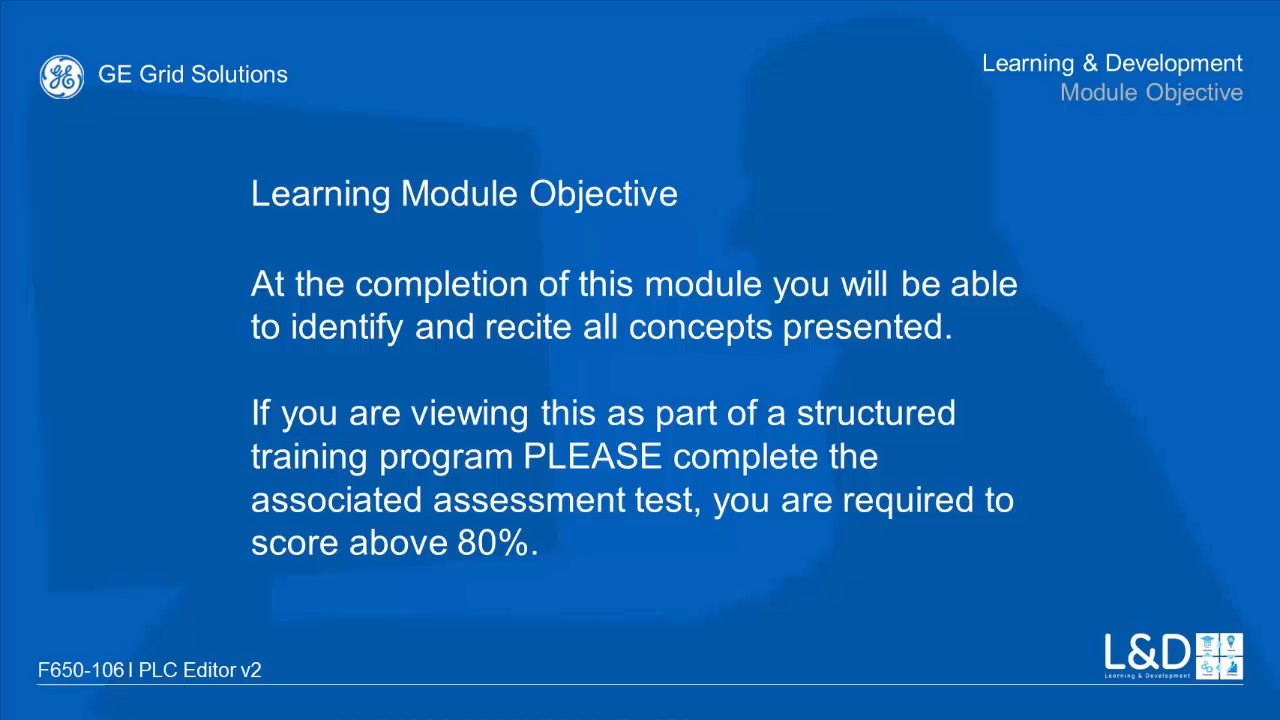 GE Grid Solutions
Learning & Development
Module Objective
Learning Module Objective
At the completion of this module you will be able
to identify and recite all concepts presented.
If you are viewing this as part of a structured
training program PLEASE complete the
associated assessment test, you are required to
score above 80%.
F650-106 I PLC Editor v2
L&D
Learning & Development